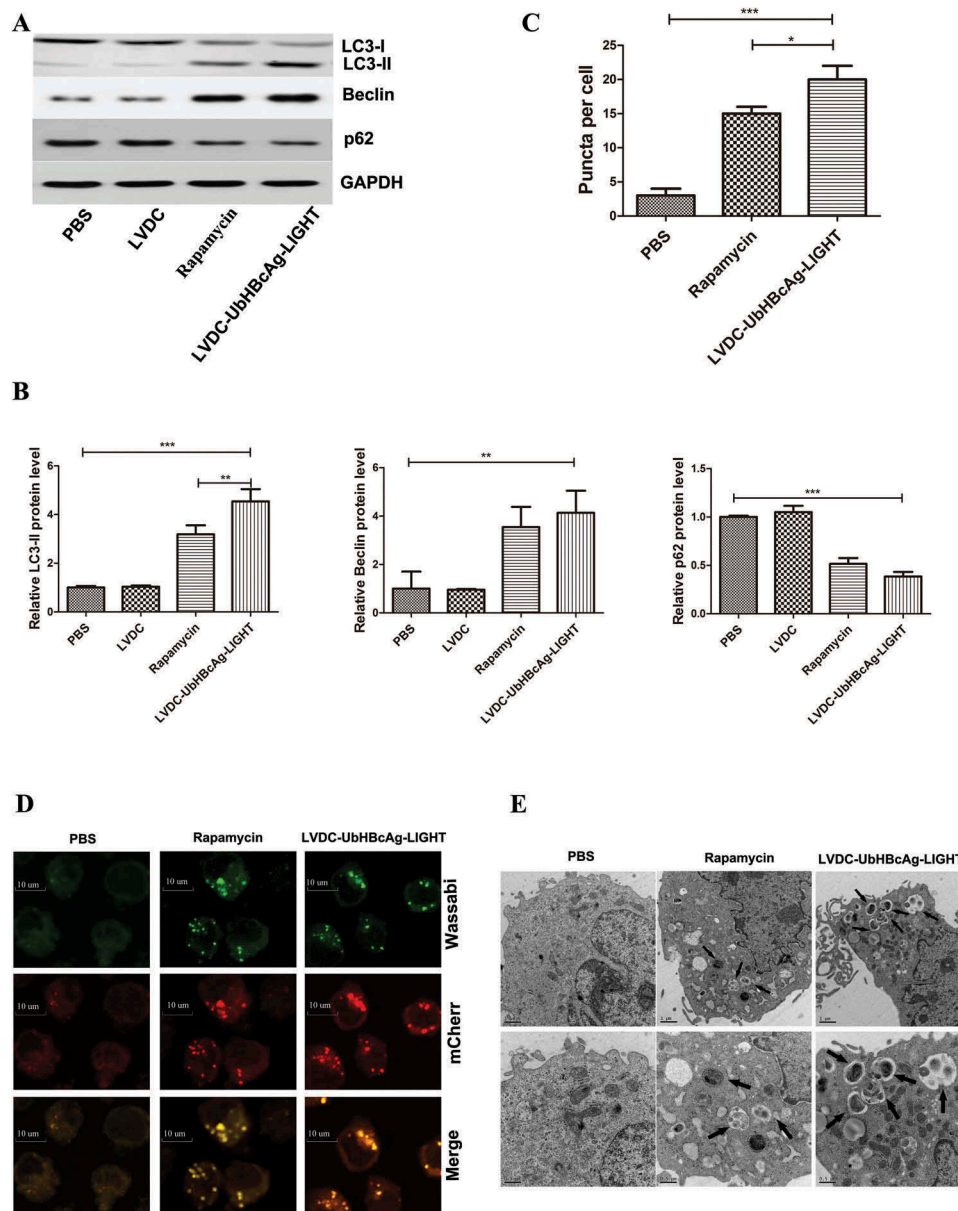 A
LC3-I
LC3-II
Beclin
p62
GAPDH
PBS
LVDC
Rapamycin
LVDC-UbHBcAg-LIGHT
C
***
*
Puncta per cell
25
20
15
10
5
0
PBS
Rapamycin
LVDC-UbHBcAg-LIGHT
B
***
**
Relative LC3-II protein level
6
4
2
0
PBS
LVDC
Rapamycin
LVDC-UbHBcAg-LIGHT
**
Relative Beclin protein level
6
4
2
0
PBS
LVDC
Rapamycin
LVDC-UbHBcAg-LIGHT
***
Relative p62 protein level
1.5
1.0
0.5
0.0
PBS
LVDC
Rapamycin
LVDC-UbHBcAg-LIGHT
D
PBS
Rapamycin
LVDC-UbHBcAg-LIGHT
10 um
10 um
10 um
Wassabi
10 um
10 um
10 um
mCherr
10 um
10 um
10 um
Merge
E
PBS
Rapamycin
LVDC-UbHBcAg-LIGHT